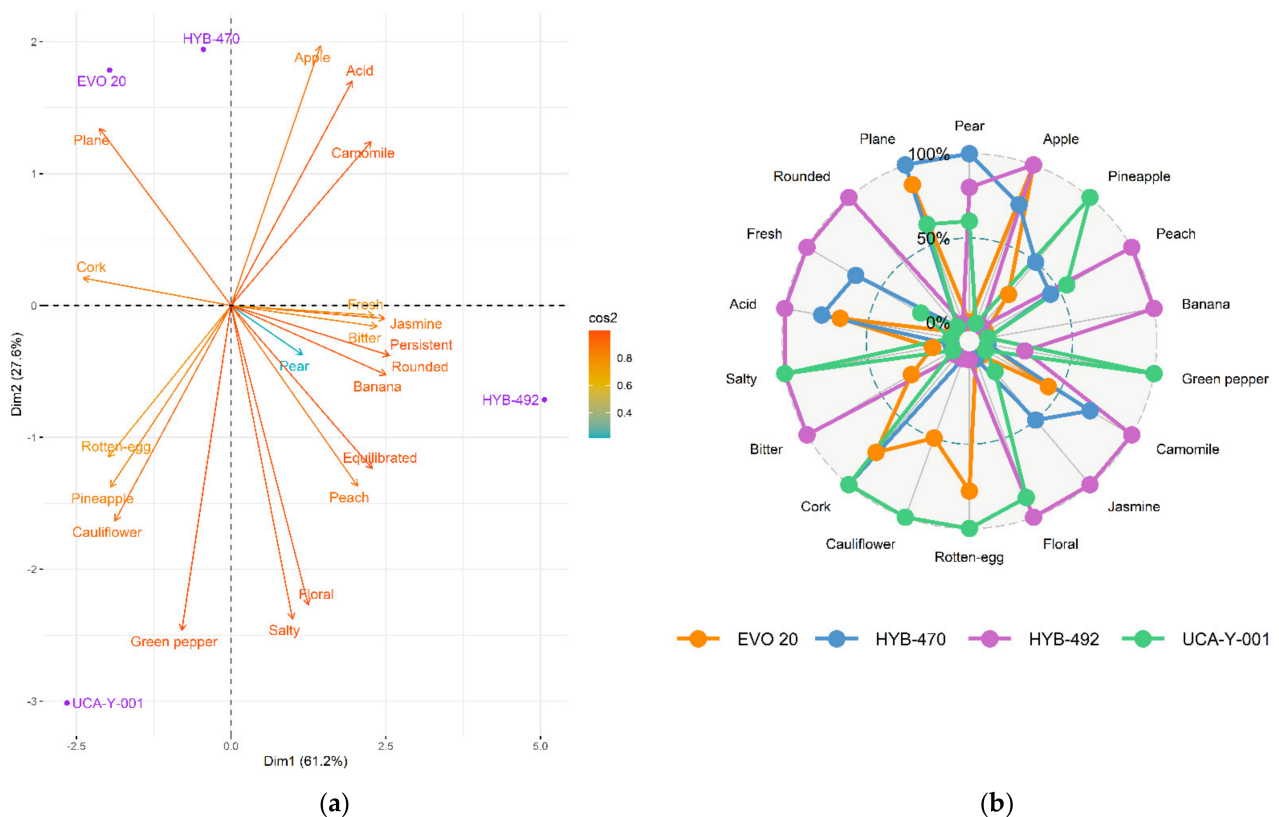 HYB-470
EVO 20
Apple
Acid
Plane
Camomile
Cork
Fresh
Jasmine
Bitter
Persistent
Pear
Rounded
Banana
HYB-492
Rotten-egg
Equilibrated
Pineapple
Peach
Cauliflower
Floral
Salty
Green pepper
UCA-Y-001
2
1
0
-1
-2
-3
Dim2 (27.6%)
-2.5
0.0
2.5
5.0
Dim1 (61.2%)
cos2
0.8
0.6
0.4
(a)
Pear
Plane
Apple
100%
Rounded
Pineapple
Fresh
Peach
50%
Acid
Banana
0%
Salty
Green pepper
Bitter
Camomile
Cork
Jasmine
Cauliflower
Floral
Rotten-egg
EVO 20
HYB-470
HYB-492
UCA-Y-001
(b)